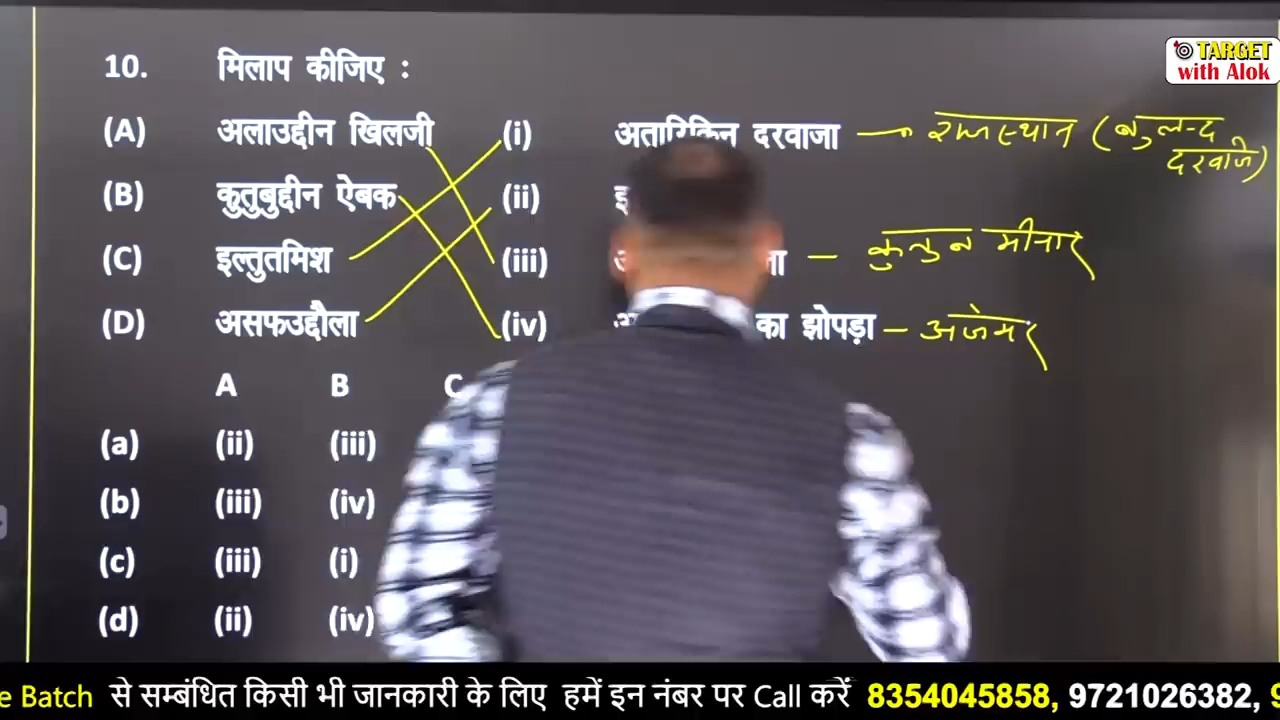 TARGET
with Alok
10. मिलाप कीजिए :
(A) अलाउद्दीन खिलजी (i) अतारिकिन दरवाजा → राजस्थान (बुलन्द दरवाजे)
(B) कुतुबुद्दीन ऐबक (ii)
(C) इल्तुतमिश (iii) – कुतुब मीनार
(D) असफउद्दौला (iv) का झोपड़ा – अजमेर
A B C
(a) (ii) (iii)
(b) (iii) (iv)
(c) (iii) (i)
(d) (ii) (iv)
e Batch से सम्बंधित किसी भी जानकारी के लिए हमें इन नंबर पर Call करें 8354045858, 9721026382, 9